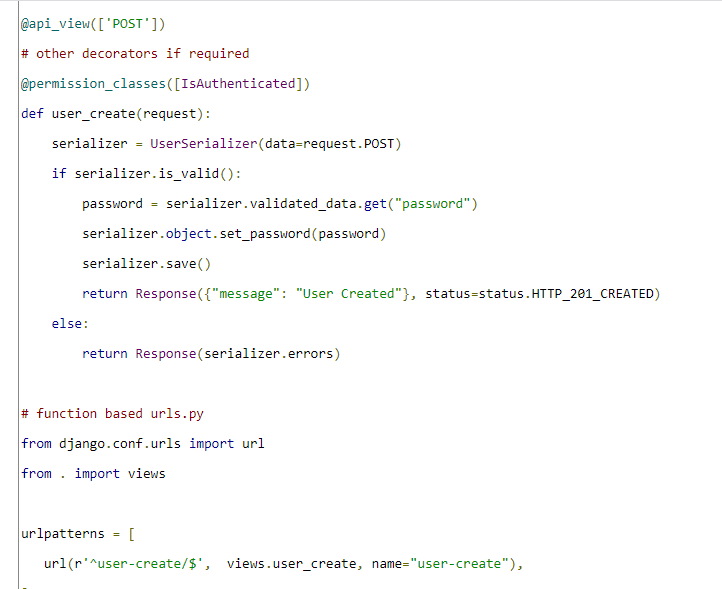 @api_view(['POST'])
# other decorators if required
@permission_classes([IsAuthenticated])
def user_create(request):
    serializer = UserSerializer(data=request.POST)
    if serializer.is_valid():
        password = serializer.validated_data.get("password")
        serializer.object.set_password(password)
        serializer.save()
        return Response({"message": "User Created"}, status=status.HTTP_201_CREATED)
    else:
        return Response(serializer.errors)

# function based urls.py
from django.conf.urls import url
from . import views

urlpatterns = [
   url(r'^user-create/$',  views.user_create, name="user-create"),